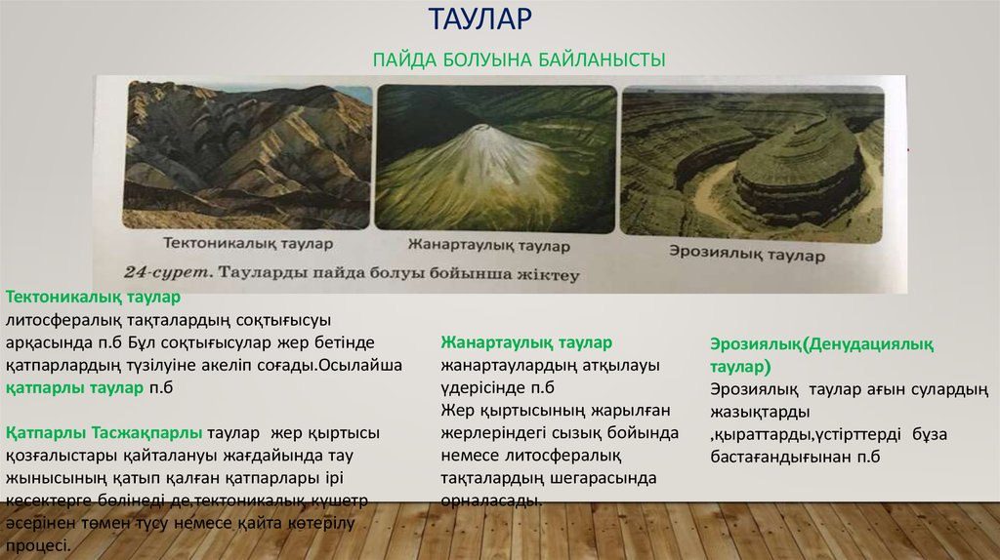 ТАУЛАР
ПАЙДА БОЛУЫНА БАЙЛАНЫСТЫ
Тектоникалық таулар
Жанартаулық таулар
Эрозиялық таулар
24-сурет. Тауларды пайда болуы бойынша жіктеу
Тектоникалық таулар
литосфералық тақталардың соқтығысуы
арқасында п.б Бұл соқтығысулар жер бетінде
қатпарлардың түзілуіне акеліп соғады.Осылайша
қатпарлы таулар п.б
Қатпарлы Тасжақпарлы таулар жер қыртысы
қозғалыстары қайталануы жағдайында тау
жынысының қатып қалған қатпарлары ірі
кесектерге бөлінеді де,тектоникалық күшетр
әсерінен төмен түсу немесе қайта көтерілу
процесі.
Жанартаулық таулар
жанартаулардың атқылауы
үдерісінде п.б
Жер қыртысының жарылған
жерлеріндегі сызық бойында
немесе литосфералық
тақталардың шегарасында
орналасады.
Эрозиялық(Денудациялық
таулар)
Эрозиялық таулар ағын сулардың
жазықтарды
,қыраттарды,үстірттерді бұза
бастағандығынан п.б